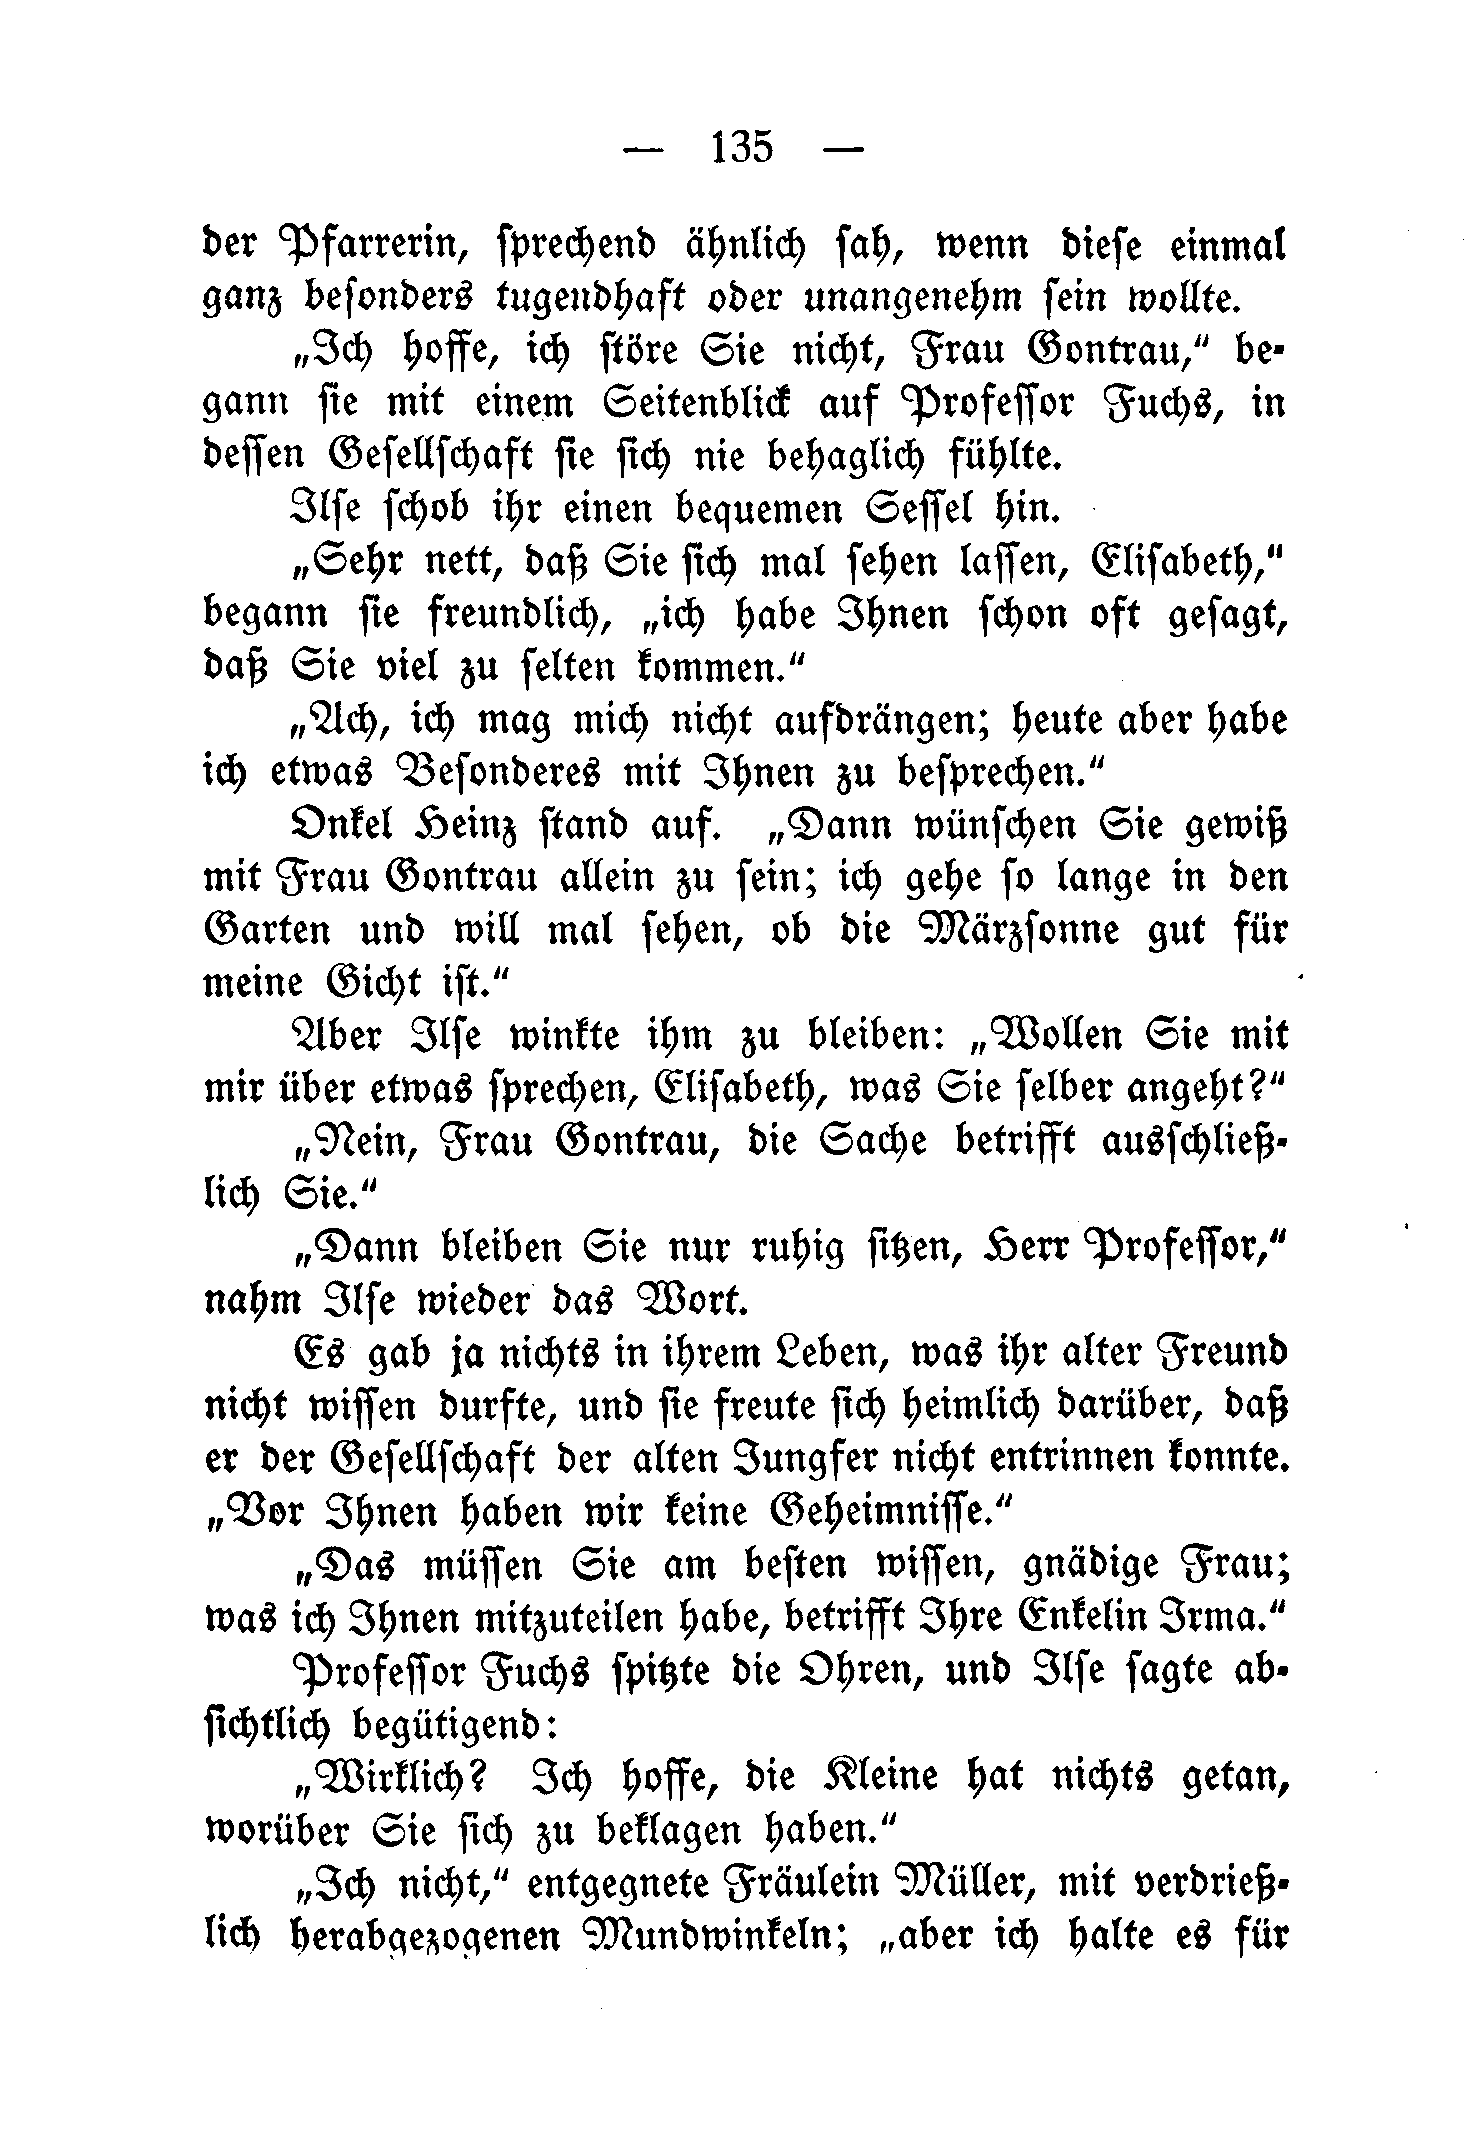 — 135 —
der Pfarrerin, sprechend ähnlich sah, wenn diese einmal
ganz besonders tugendhaft oder unangenehm sein wollte.
„Ich hoffe, ich störe Sie nicht, Frau Gontrau,“ be-
gann sie mit einem Seitenblick auf Professor Fuchs, in
dessen Gesellschaft sie sich nie behaglich fühlte.
Ilse schob ihr einen bequemen Sessel hin.
„Sehr nett, daß Sie sich mal sehen lassen, Elisabeth,“
begann sie freundlich, „ich habe Ihnen schon oft gesagt,
daß Sie viel zu selten kommen.“
„Ach, ich mag mich nicht aufdrängen; heute aber habe
ich etwas Besonderes mit Ihnen zu besprechen.“
Onkel Heinz stand auf. „Dann wünschen Sie gewiß
mit Frau Gontrau allein zu sein; ich gehe so lange in den
Garten und will mal sehen, ob die Märzsonne gut für
meine Gicht ist.“
Aber Ilse winkte ihm zu bleiben: „Wollen Sie mit
mir über etwas sprechen, Elisabeth, was Sie selber angeht?“
„Nein, Frau Gontrau, die Sache betrifft ausschließ-
lich Sie.“
„Dann bleiben Sie nur ruhig sitzen, Herr Professor,“
nahm Ilse wieder das Wort.
Es gab ja nichts in ihrem Leben, was ihr alter Freund
nicht wissen durfte, und sie freute sich heimlich darüber, daß
er der Gesellschaft der alten Jungfer nicht entrinnen konnte.
„Vor Ihnen haben wir keine Geheimnisse.“
„Das müssen Sie am besten wissen, gnädige Frau;
was ich Ihnen mitzuteilen habe, betrifft Ihre Enkelin Irma.“
Professor Fuchs spitzte die Ohren, und Ilse sagte ab-
sichtlich begütigend:
„Wirklich? Ich hoffe, die Kleine hat nichts getan,
worüber Sie sich zu beklagen haben.“
„Ich nicht,“ entgegnete Fräulein Müller, mit verdrieß-
lich herabgezogenen Mundwinkeln; „aber ich halte es für